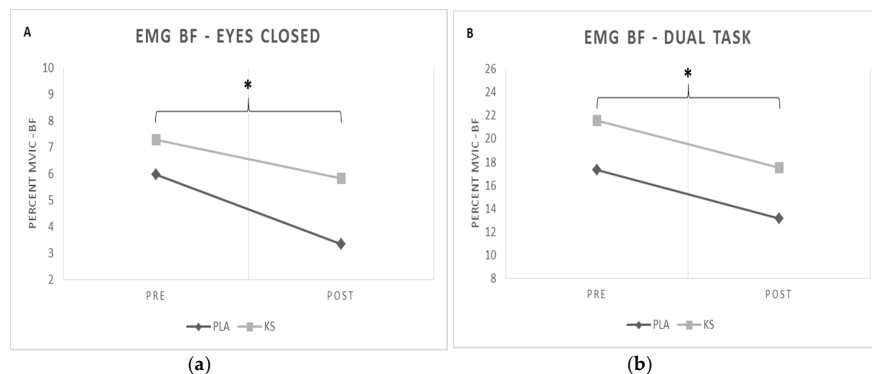 A
EMG BF - EYES CLOSED
*
10
9
8
7
6
5
4
3
2
PERCENT MVIC - BF
PRE
POST
PLA
KS
(a)
B
EMG BF - DUAL TASK
*
26
24
22
20
18
16
14
12
10
8
PERCENT MVIC - BF
PRE
POST
PLA
KS
(b)